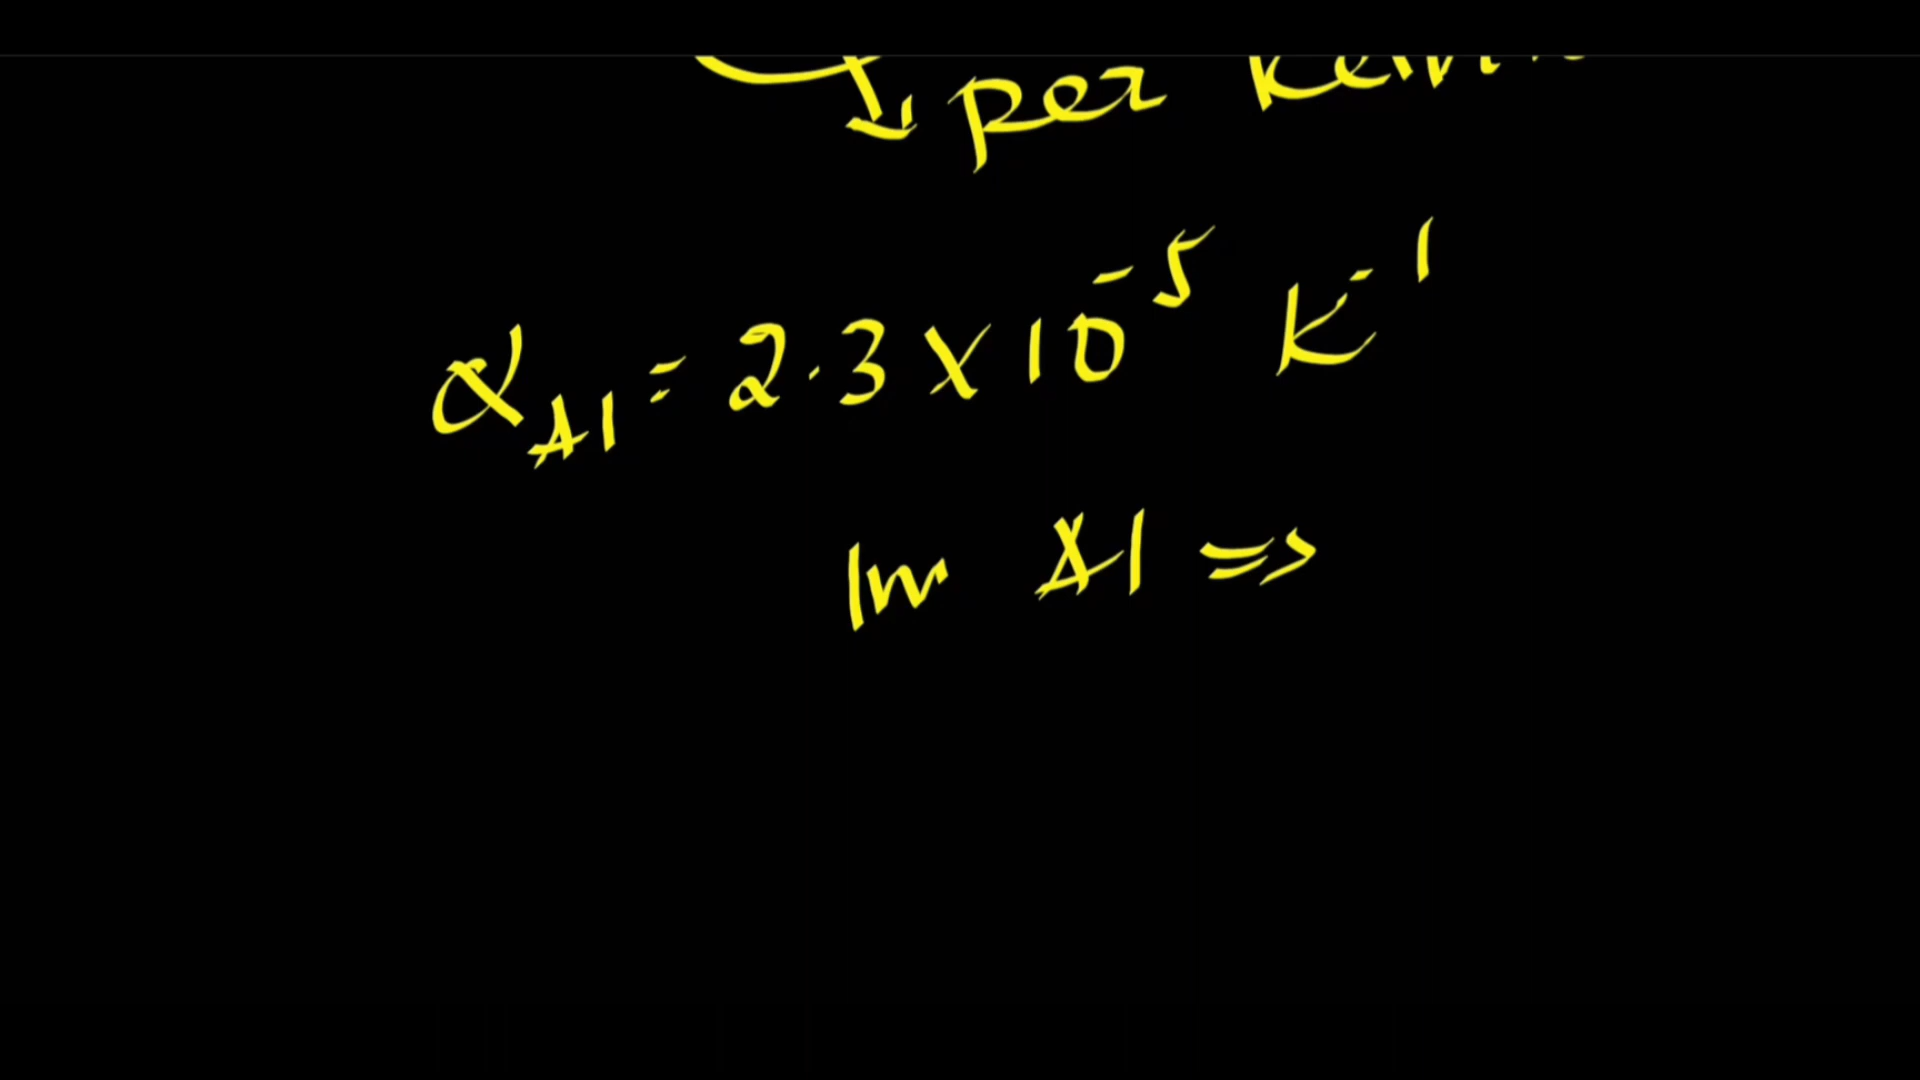 per Kelvin
α_Al = 2.3 × 10⁻⁵ K⁻¹
1m Al ⇒